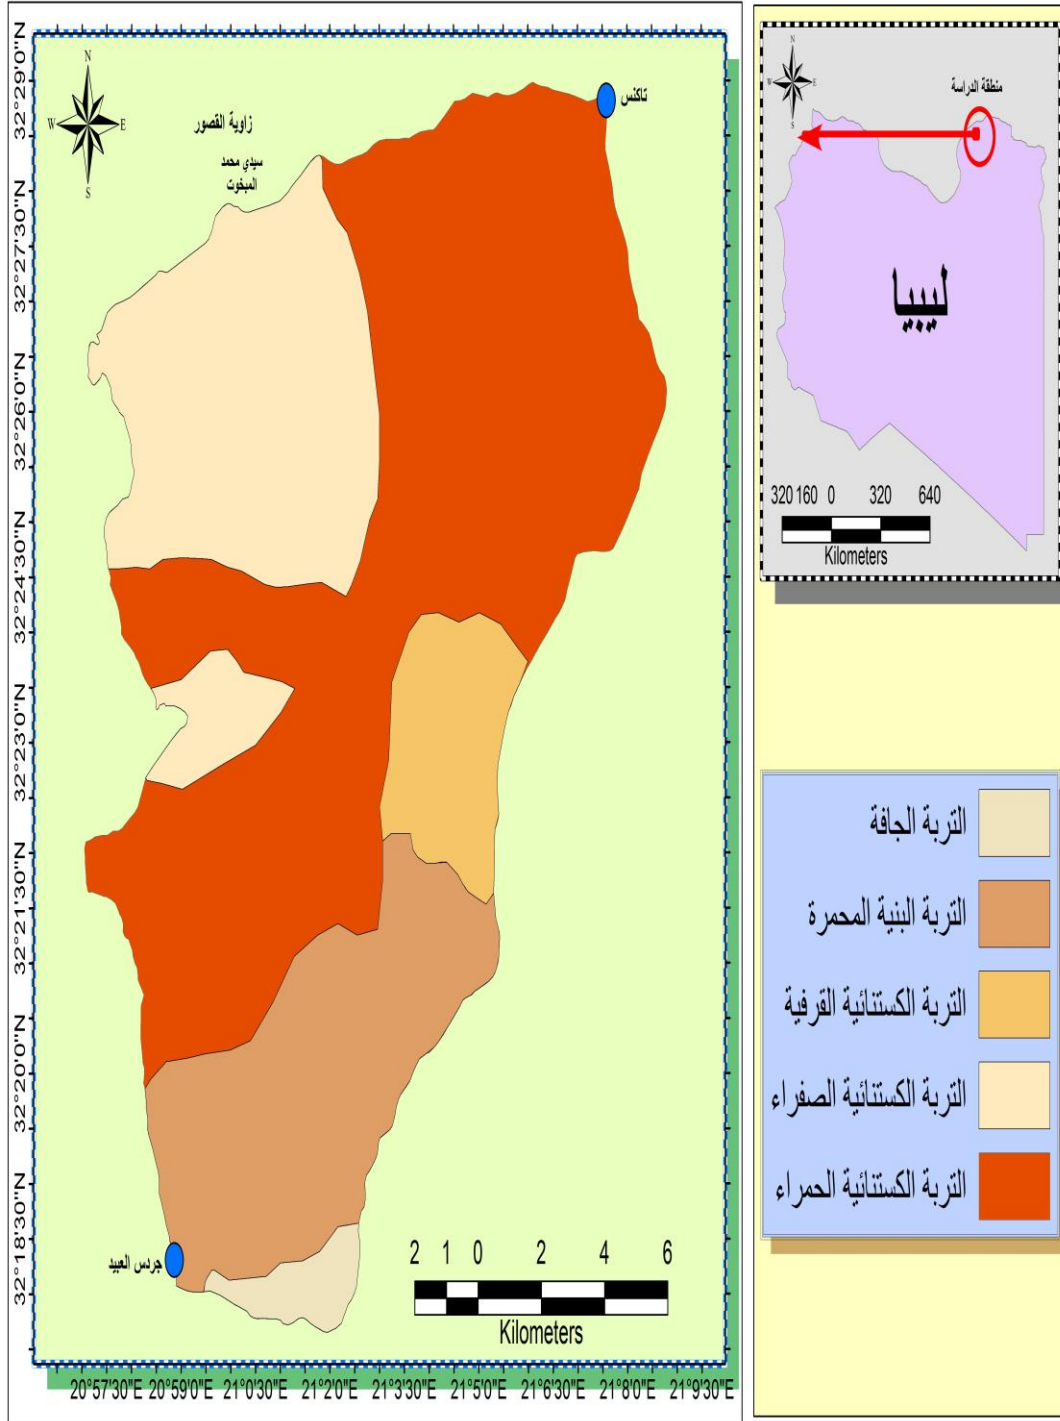 N
W
E
S
زاوية القصور
سيدي محمد
المبخوت
تاكنس
جردس العبيد
2 1 0 2 4 6
Kilometers
32°29'0"N
32°27'30"N
32°26'0"N
32°24'30"N
32°23'0"N
32°21'30"N
32°20'0"N
32°18'30"N
20°57'30"E 20°59'0"E 21°0'30"E 21°2'0"E 21°3'30"E 21°5'0"E 21°6'30"E 21°8'0"E 21°9'30"E
N
W
E
S
منطقة الدراسة
ليبيا
320 160 0 320 640
Kilometers
التربة الجافة
التربة البنية المحمرة
التربة الكستنائية القرفية
التربة الكستنائية الصفراء
التربة الكستنائية الحمراء